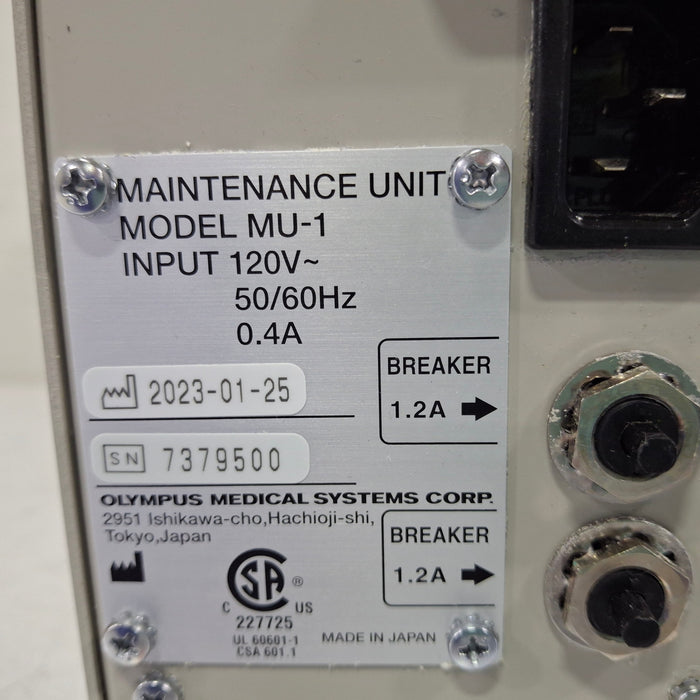 MAINTENANCE UNIT
MODEL MU-1
INPUT 120V~
50/60Hz
0.4A
2023-01-25
BREAKER
1.2A
SN 7379500
OLYMPUS MEDICAL SYSTEMS CORP.
2951 Ishikawa-cho,Hachioji-shi,
Tokyo,Japan
BREAKER
1.2A
CSA ®
C US
227725
UL 60601-1
CSA 601.1
MADE IN JAPAN